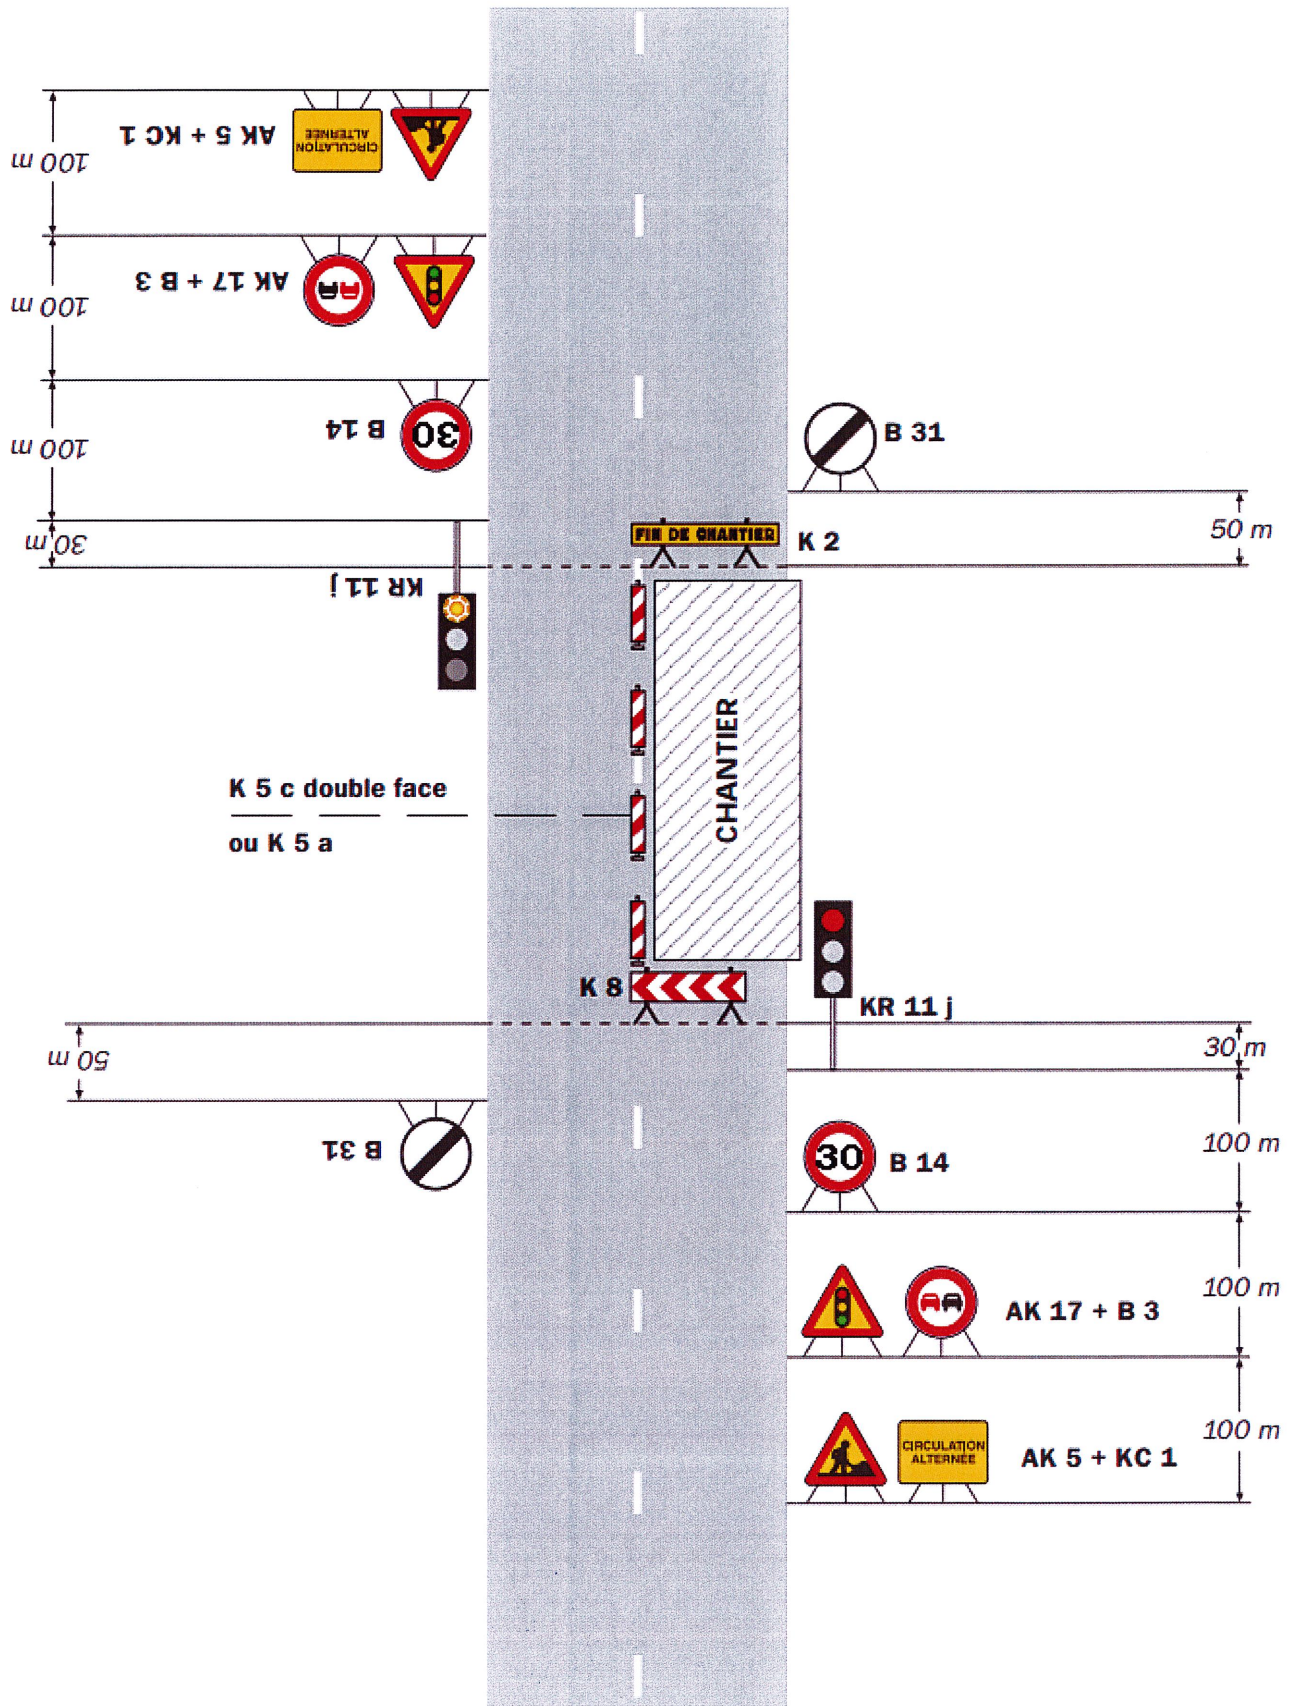 100 m
AK 5 + KC 1
CIRCULATION
ALTERNÉE
100 m
AK 17 + B 3
100 m
B 14
30
B 31
30 m
FIN DE CHANTIER
K 2
50 m
KR 11 j
CHANTIER
K 5 c double face
ou K 5 a
K 8
KR 11 j
50 m
30 m
B 31
30
B 14
100 m
AK 17 + B 3
100 m
CIRCULATION
ALTERNÉE
AK 5 + KC 1
100 m